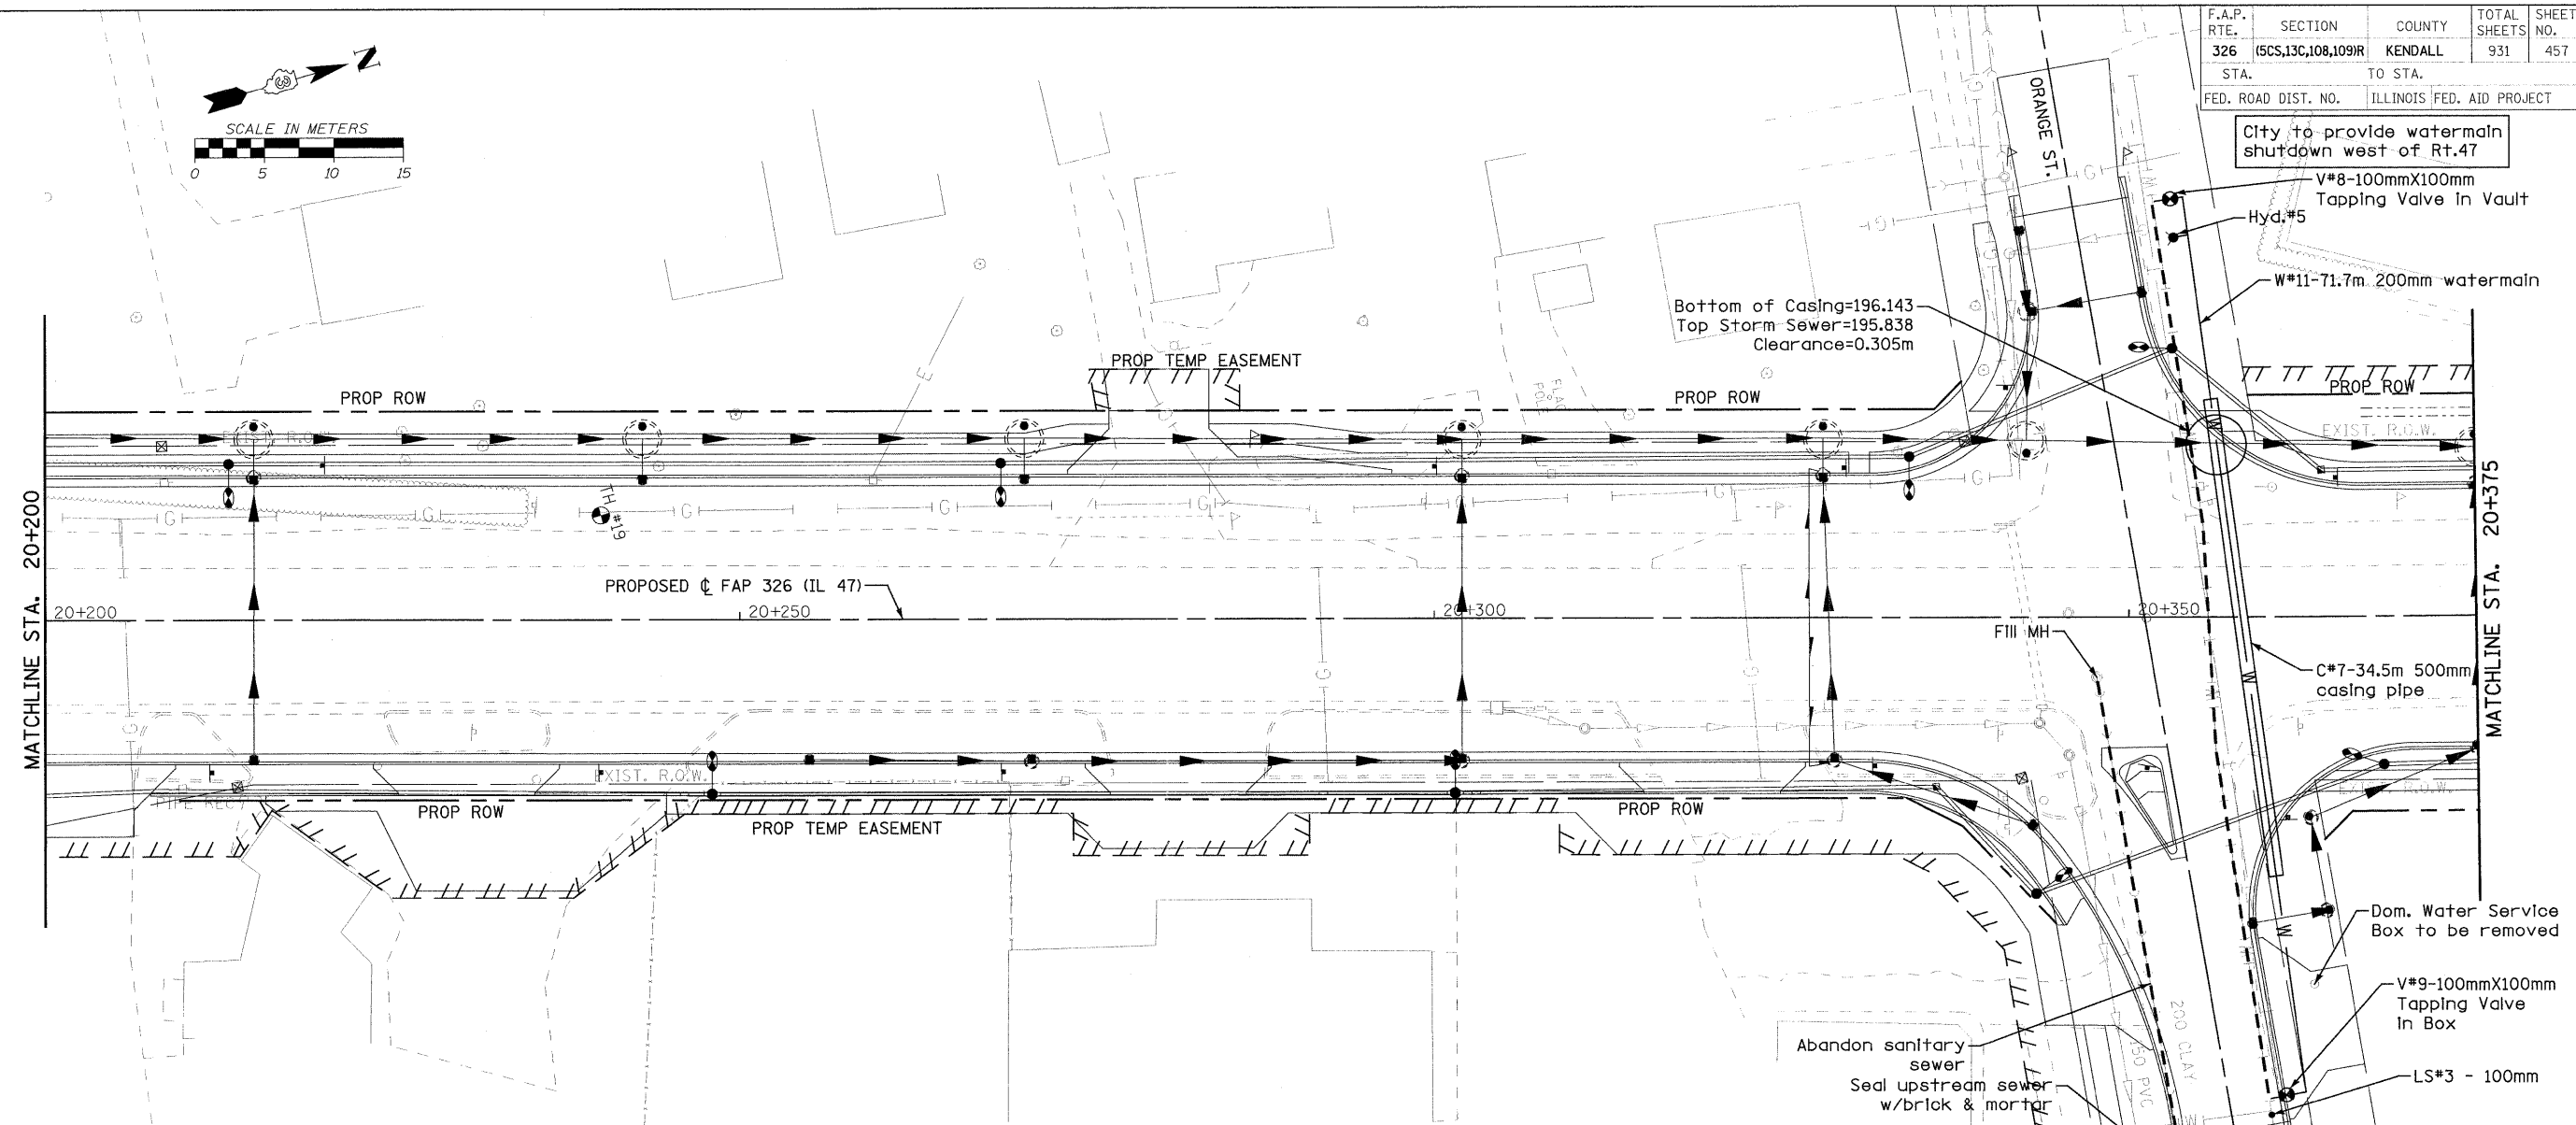 F.A.P. RTE. SECTION COUNTY TOTAL SHEETS SHEET NO.
326 (5CS,13C,108,109)R KENDALL 931 457
STA. TO STA.
FED. ROAD DIST. NO. ILLINOIS FED. AID PROJECT
N
SCALE IN METERS
0 5 10 15
ORANGE ST.
City to provide watermain
shutdown west of Rt.47
V#8-100mmX100mm
Tapping Valve in Vault
Hyd.#5
W#11-71.7m 200mm watermain
Bottom of Casing=196.143
Top Storm Sewer=195.838
Clearance=0.305m
PROP TEMP EASEMENT
PROP ROW
PROP ROW
PROP ROW
FLAG
POLE
E
EXIST. R.O.W.
EXIST. R.O.W.
W
TH #19
G G G G G G G G
MATCHLINE STA. 20+200
MATCHLINE STA. 20+375
PROPOSED ℄ FAP 326 (IL 47)
20+200
20+250
20+300
20+350
Fill MH
G G G
W
C#7-34.5m 500mm
casing pipe
EXIST. R.O.W.
EXIST. R.O.W.
PROP ROW
PROP TEMP EASEMENT
PROP ROW
W
Dom. Water Service
Box to be removed
V#9-100mmX100mm
Tapping Valve
in Box
200 CLAY
Abandon sanitary
sewer
Seal upstream sewer
w/brick & mortar
LS#3 - 100mm